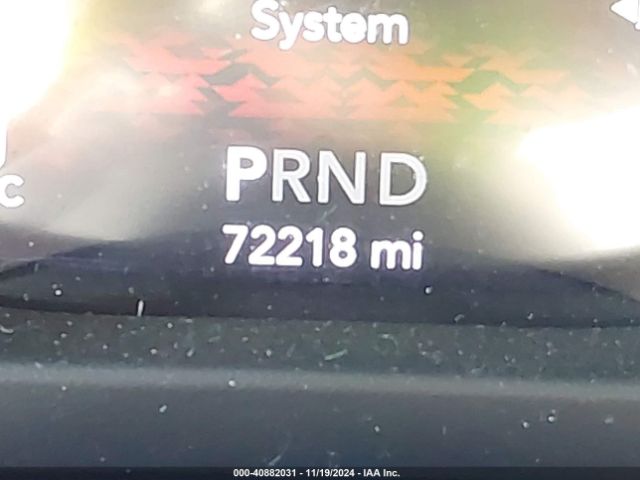 System
PRND
C
72218 mi
000-40882031 - 11/19/2024 - IAA Inc.